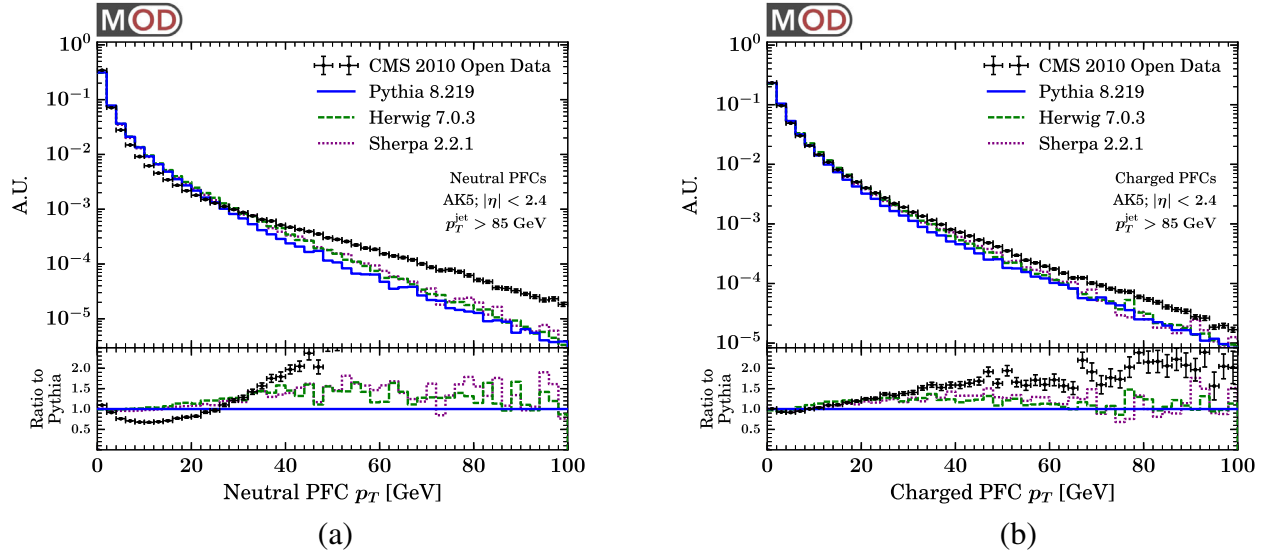 MOD
10⁰
10⁻¹
10⁻²
10⁻³
10⁻⁴
10⁻⁵
A.U.
CMS 2010 Open Data
Pythia 8.219
Herwig 7.0.3
Sherpa 2.2.1
Neutral PFCs
AK5; |η| < 2.4
p_T^jet > 85 GeV
2.0
1.5
1.0
0.5
Ratio to
Pythia
0 20 40 60 80 100
Neutral PFC p_T [GeV]
(a)
MOD
10⁰
10⁻¹
10⁻²
10⁻³
10⁻⁴
10⁻⁵
A.U.
CMS 2010 Open Data
Pythia 8.219
Herwig 7.0.3
Sherpa 2.2.1
Charged PFCs
AK5; |η| < 2.4
p_T^jet > 85 GeV
2.0
1.5
1.0
0.5
Ratio to
Pythia
0 20 40 60 80 100
Charged PFC p_T [GeV]
(b)